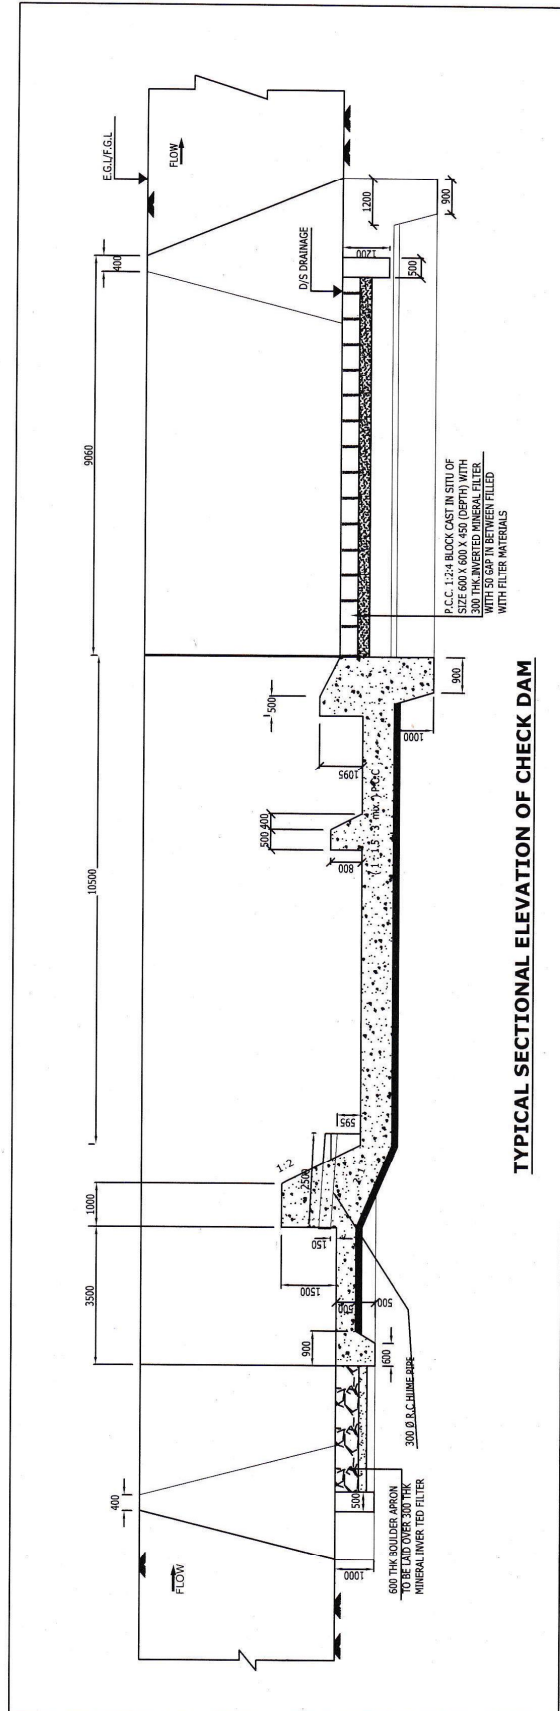 E.G.L/F.G.L
FLOW
400
9060
10500
1000
3500
400
FLOW
D/S DRAINAGE
1200
1200
900
500
P.C.C. 1:2:4 BLOCK CAST IN SITU OF
SIZE 600 X 600 X 450 (DEPTH) WITH
300 THK.INVERTED MINERAL FILTER
WITH 50 GAP IN BETWEEN FILLED
WITH FILTER MATERIALS
500
1095
900
1000
500 400
800
( 1 : 1.5 : 3 mix. ) P.C.C
595
1:2
2500
2:1
150
1500
500
900
600
300 Ø R.C HUME PIPE
500
1000
600 THK BOULDER APRON
TO BE LAID OVER 300 THK
MINERAL INVER TED FILTER
TYPICAL SECTIONAL ELEVATION OF CHECK DAM